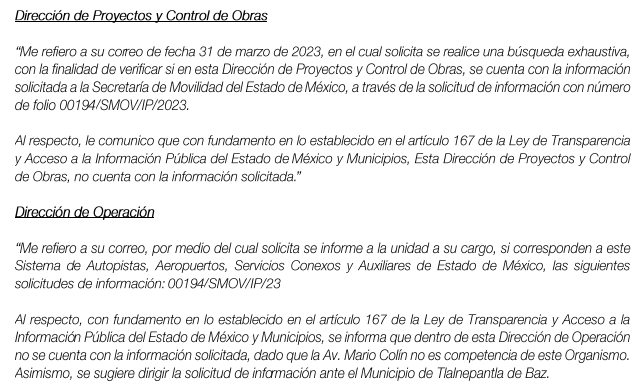 Dirección de Proyectos y Control de Obras
“Me refiero a su correo de fecha 31 de marzo de 2023, en el cual solicita se realice una búsqueda exhaustiva,
con la finalidad de verificar si en esta Dirección de Proyectos y Control de Obras, se cuenta con la información
solicitada a la Secretaría de Movilidad del Estado de México, a través de la solicitud de información con número
de folio 00194/SMOV/IP/2023.
Al respecto, le comunico que con fundamento en lo establecido en el artículo 167 de la Ley de Transparencia
y Acceso a la Información Pública del Estado de México y Municipios, Esta Dirección de Proyectos y Control
de Obras, no cuenta con la información solicitada.”
Dirección de Operación
“Me refiero a su correo, por medio del cual solicita se informe a la unidad a su cargo, si corresponden a este
Sistema de Autopistas, Aeropuertos, Servicios Conexos y Auxiliares de Estado de México, las siguientes
solicitudes de información: 00194/SMOV/IP/23
Al respecto, con fundamento en lo establecido en el artículo 167 de la Ley de Transparencia y Acceso a la
Información Pública del Estado de México y Municipios, se informa que dentro de esta Dirección de Operación
no se cuenta con la información solicitada, dado que la Av. Mario Colín no es competencia de este Organismo.
Asimismo, se sugiere dirigir la solicitud de información ante el Municipio de Tlalnepantla de Baz.